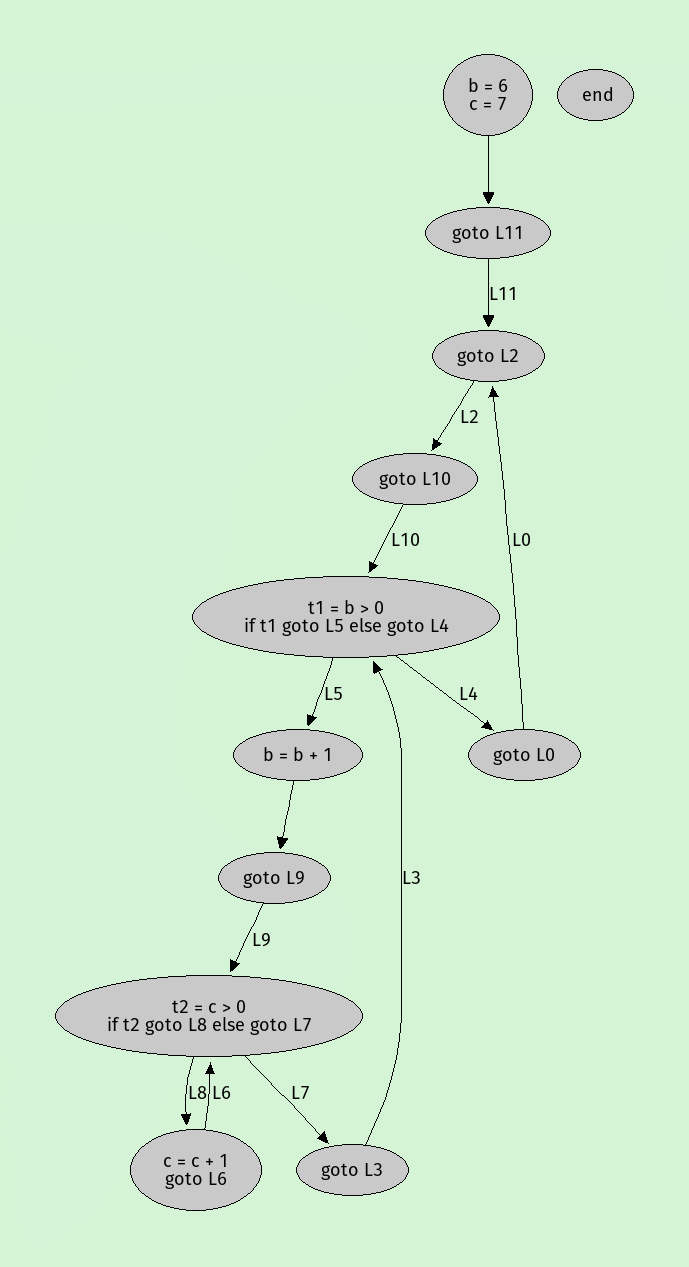 b = 6
c = 7
end
goto L11
L11
goto L2
L2
goto L10
L10
L0
t1 = b > 0
if t1 goto L5 else goto L4
L5
L4
b = b + 1
goto L0
goto L9
L3
L9
t2 = c > 0
if t2 goto L8 else goto L7
L8
L6
L7
c = c + 1
goto L6
goto L3